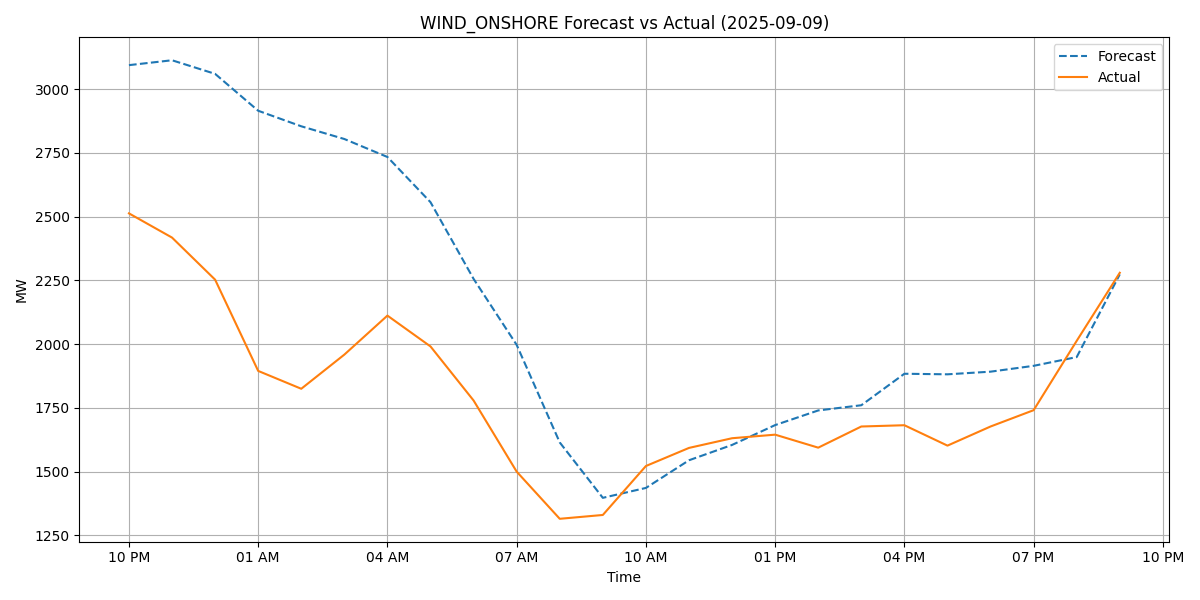 WIND_ONSHORE Forecast vs Actual (2025-09-09)
Forecast
Actual
3000
2750
2500
2250
2000
1750
1500
1250
MW
10 PM 01 AM 04 AM 07 AM 10 AM 01 PM 04 PM 07 PM 10 PM
Time